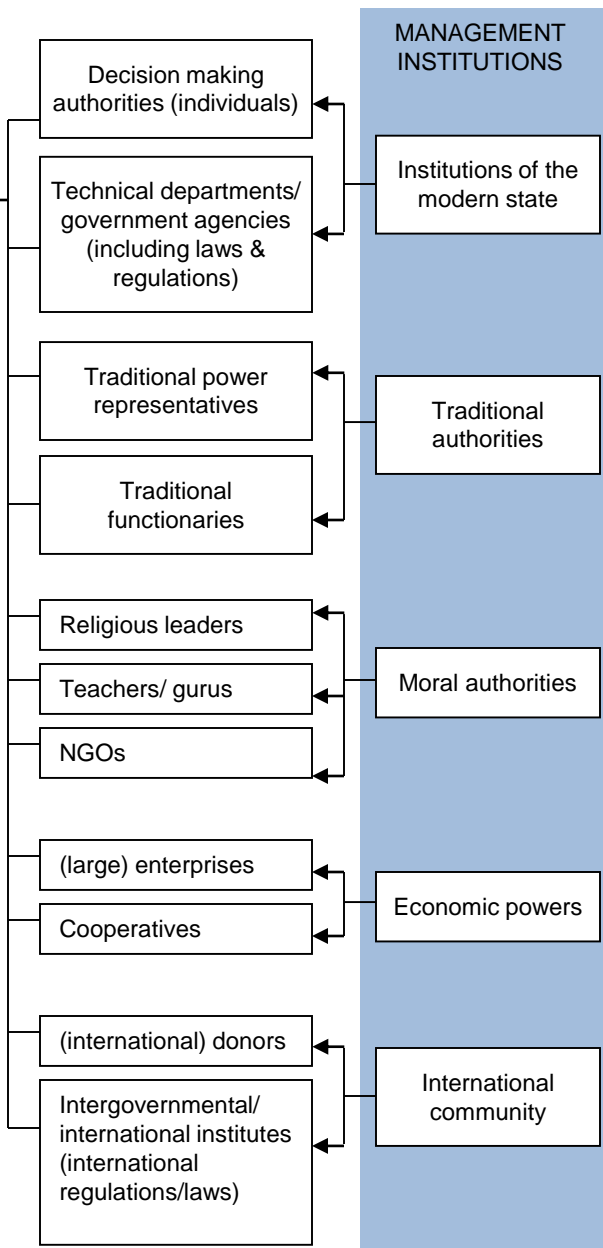 MANAGEMENT
INSTITUTIONS
Decision making
authorities (individuals)
Technical departments/
government agencies
(including laws &
regulations)
Institutions of the
modern state
Traditional power
representatives
Traditional
functionaries
Traditional
authorities
Religious leaders
Teachers/ gurus
NGOs
Moral authorities
(large) enterprises
Cooperatives
Economic powers
(international) donors
Intergovernmental/
international institutes
(international
regulations/laws)
International
community